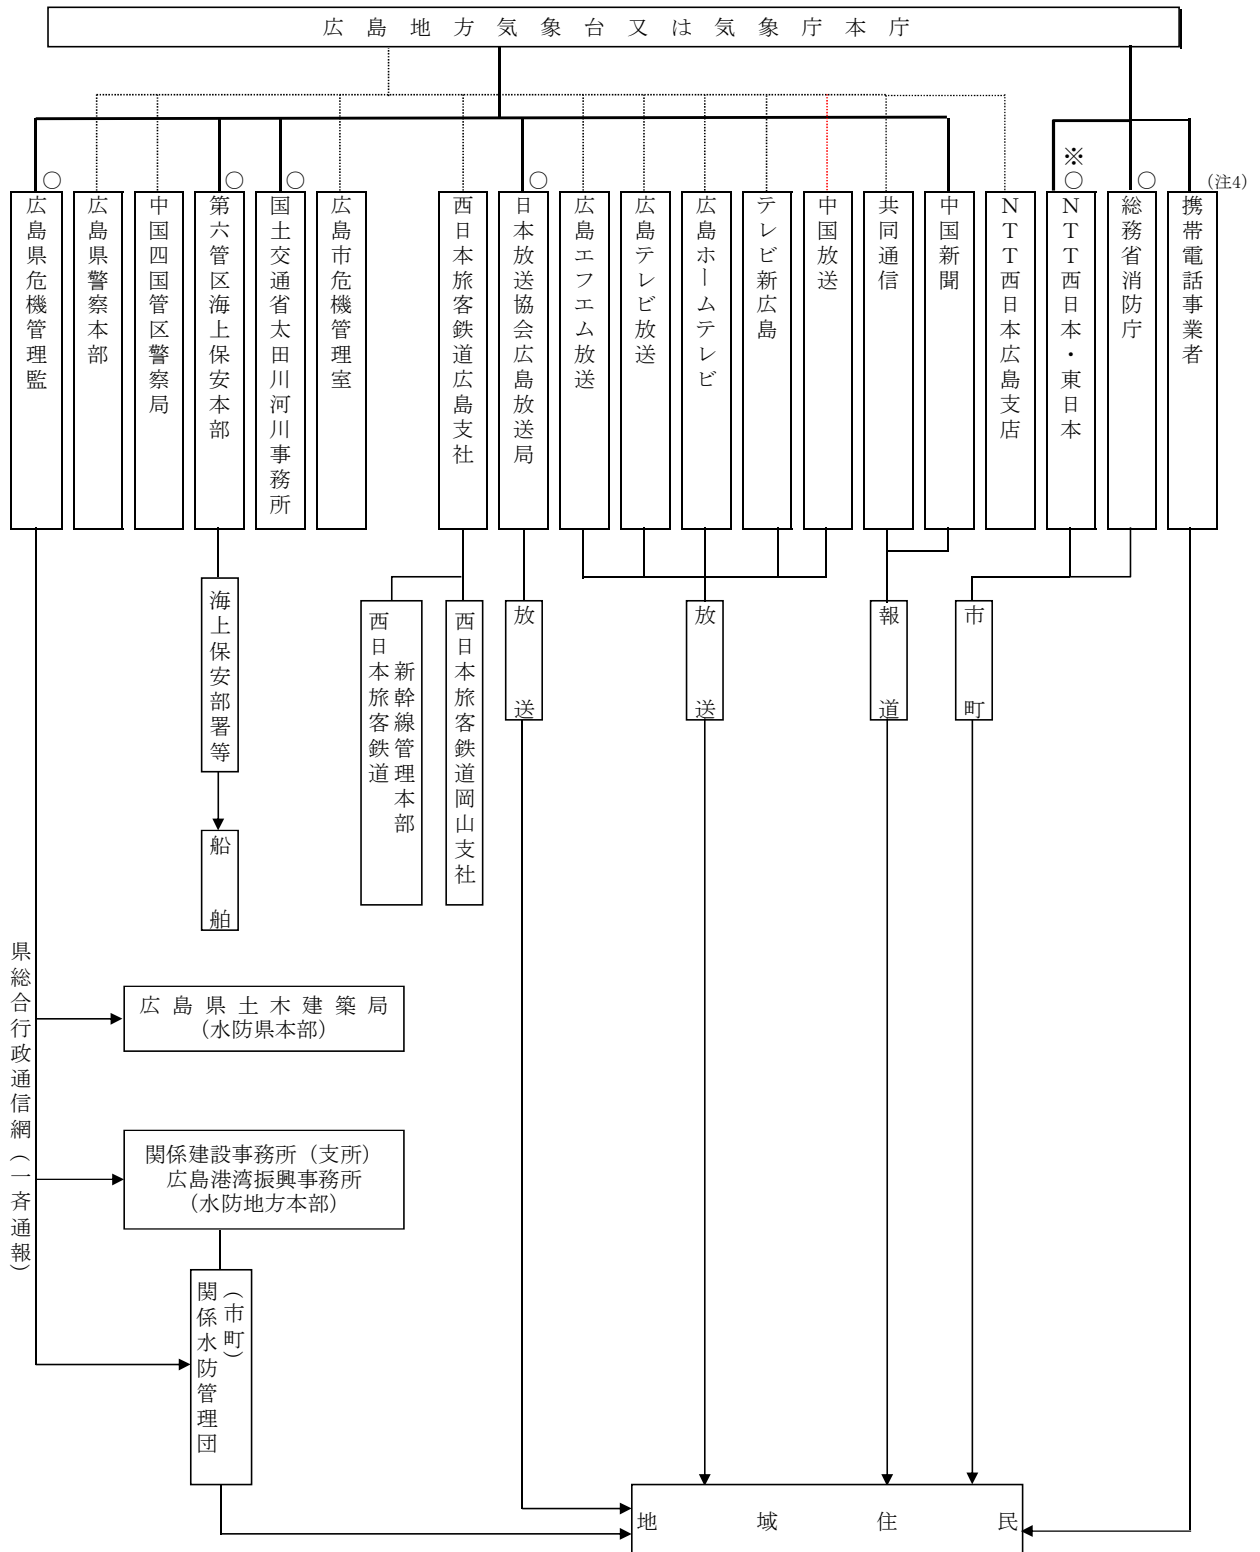 広島地方気象台又は気象庁本庁
※
○
○
○
○
○
○
(注4)
広島県危機管理監
広島県警察本部
中国四国管区警察局
第六管区海上保安本部
国土交通省太田川河川事務所
広島市危機管理室
西日本旅客鉄道広島支社
日本放送協会広島放送局
広島エフエム放送
広島テレビ放送
広島ホームテレビ
テレビ新広島
中国放送
共同通信
中国新聞
NTT西日本広島支店
NTT西日本・東日本
総務省消防庁
携帯電話事業者
海上保安部署等
船舶
西日本旅客鉄道
新幹線管理本部
西日本旅客鉄道岡山支社
放送
放送
報道
市町
県総合行政通信網(一斉通報)
広島県土木建築局
(水防県本部)
関係建設事務所(支所)
広島港湾振興事務所
(水防地方本部)
(市町)
関係水防管理団
地域住民